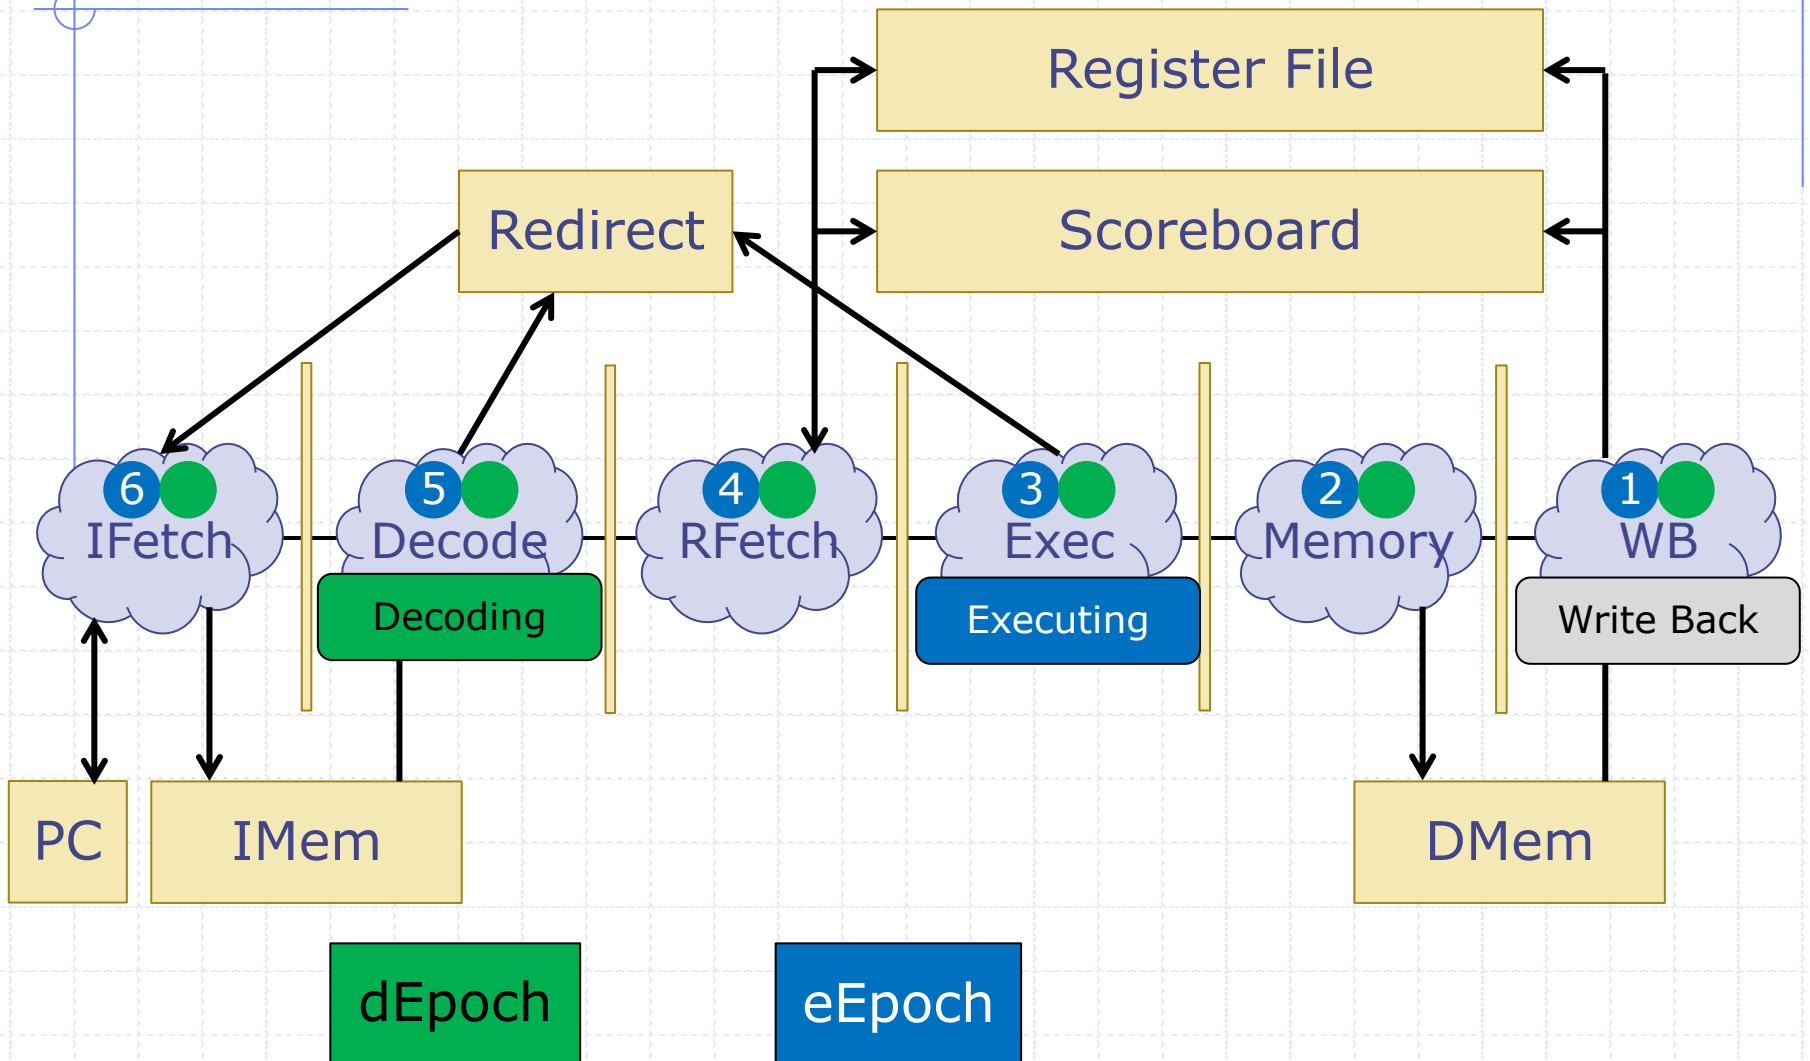 Register File
Redirect
Scoreboard
6
5
4
3
2
1
IFetch
Decode
RFetch
Exec
Memory
WB
Decoding
Executing
Write Back
PC
IMem
DMem
dEpoch
eEpoch